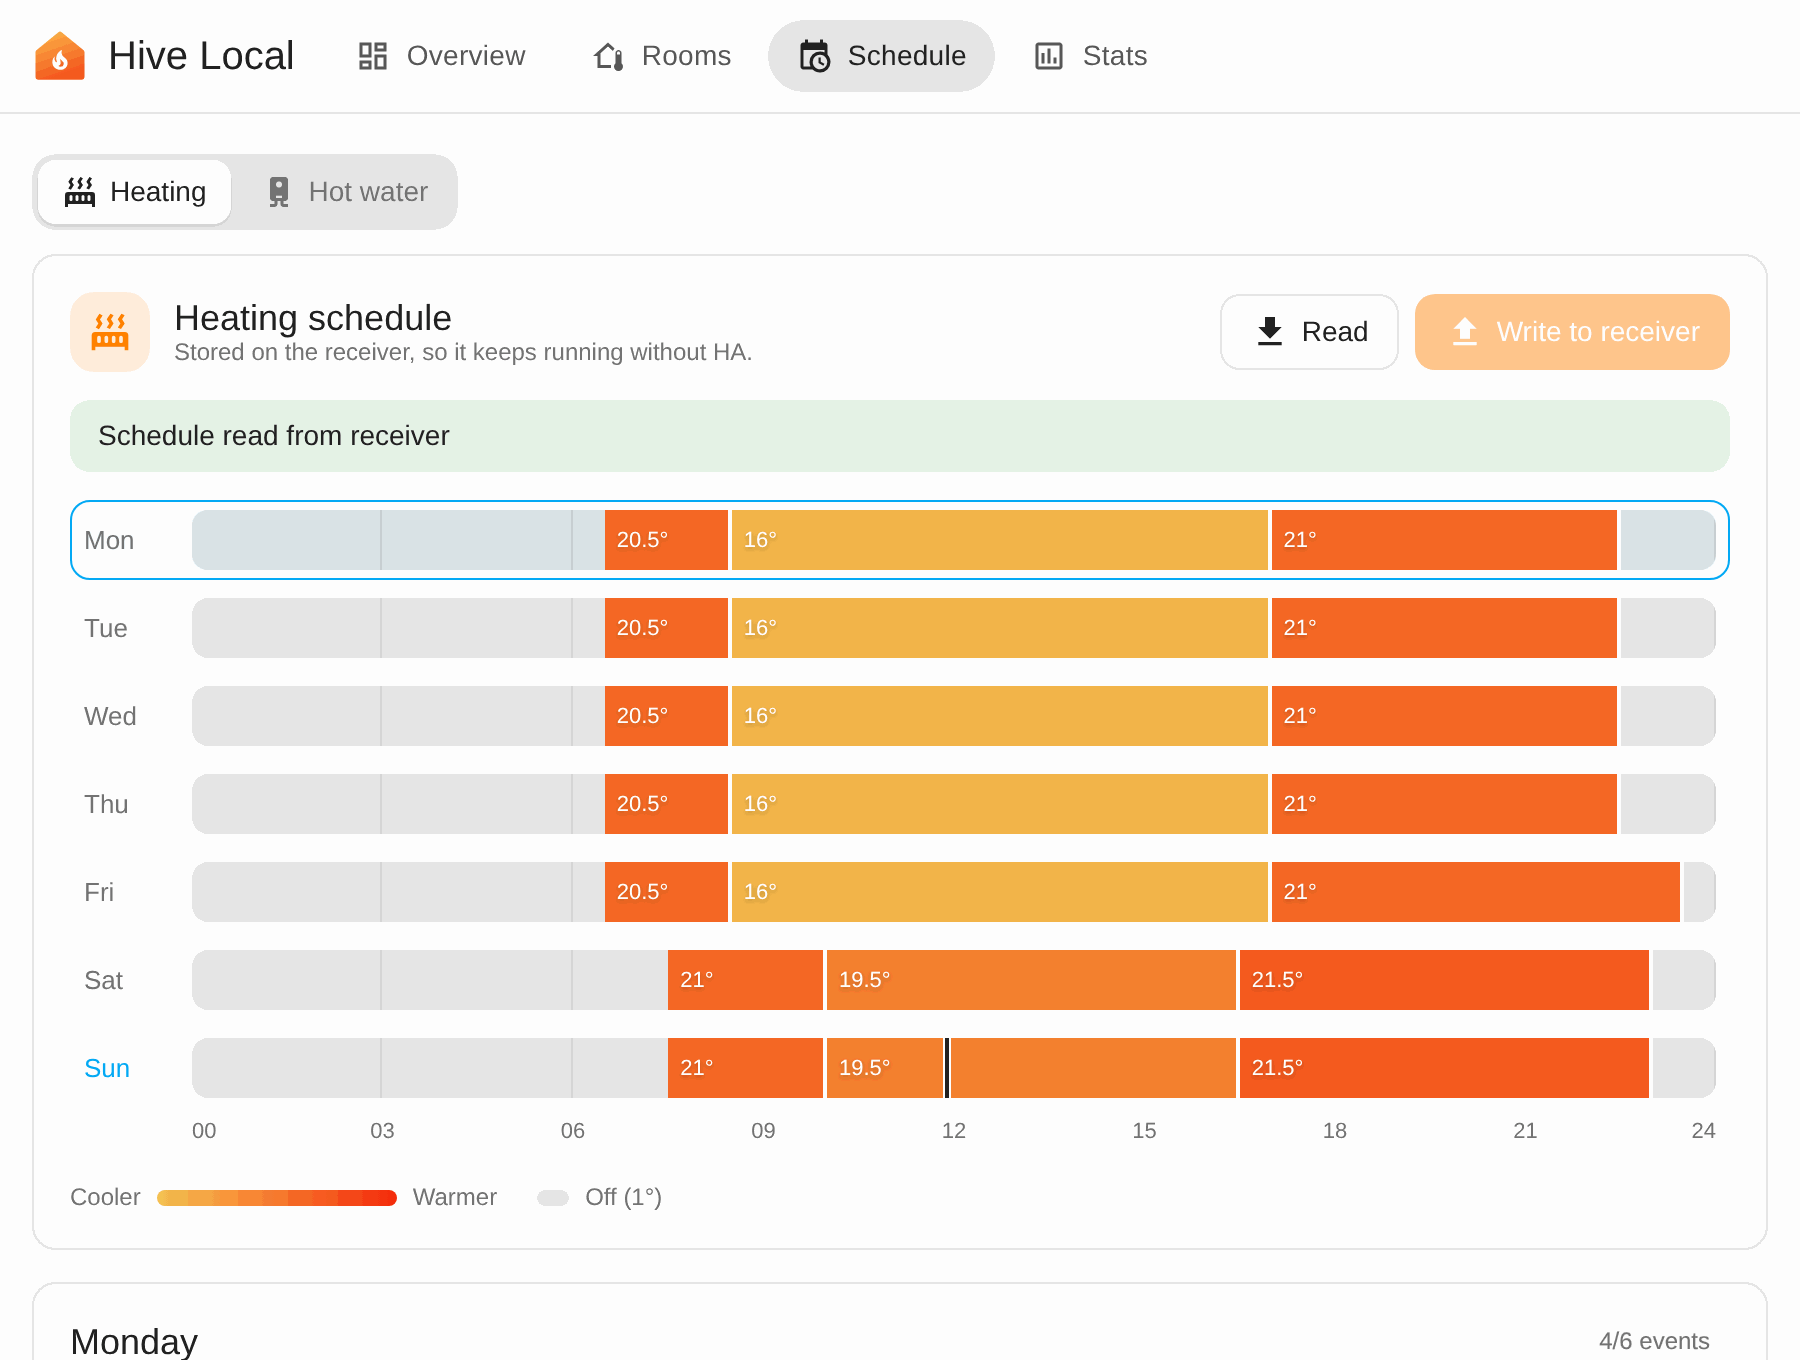 Hive Local
Overview
Rooms
Schedule
Stats
Heating
Hot water
Heating schedule
Stored on the receiver, so it keeps running without HA.
Read
Write to receiver
Schedule read from receiver
Mon 20.5° 16° 21°
Tue 20.5° 16° 21°
Wed 20.5° 16° 21°
Thu 20.5° 16° 21°
Fri 20.5° 16° 21°
Sat 21° 19.5° 21.5°
Sun 21° 19.5° 21.5°
00 03 06 09 12 15 18 21 24
Cooler Warmer Off (1°)
Monday
4/6 events